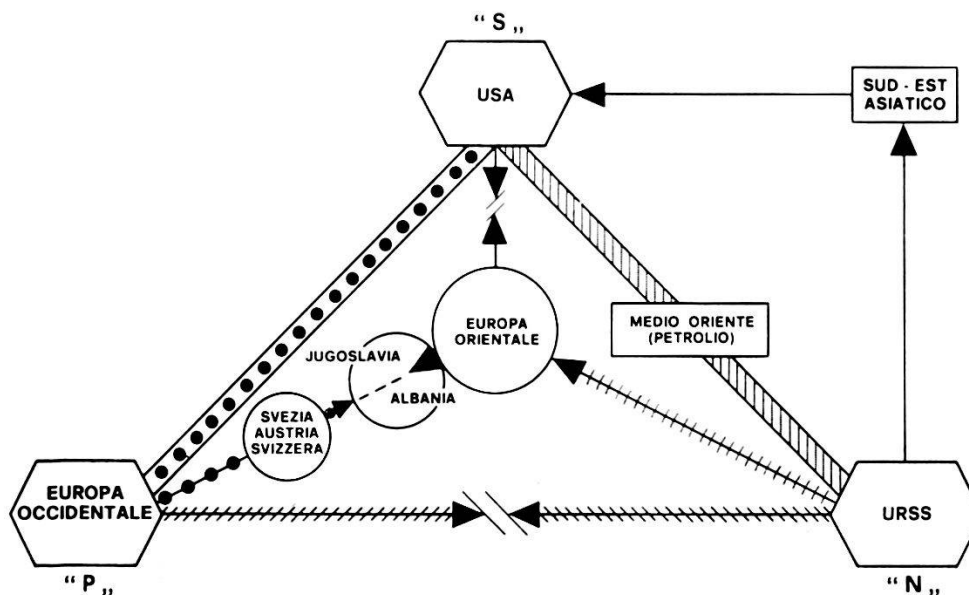 “S„
USA
SUD - EST
ASIATICO
EUROPA
ORIENTALE
MEDIO ORIENTE
(PETROLIO)
JUGOSLAVIA
ALBANIA
SVEZIA
AUSTRIA
SVIZZERA
EUROPA
OCCIDENTALE
URSS
“P„
“N„